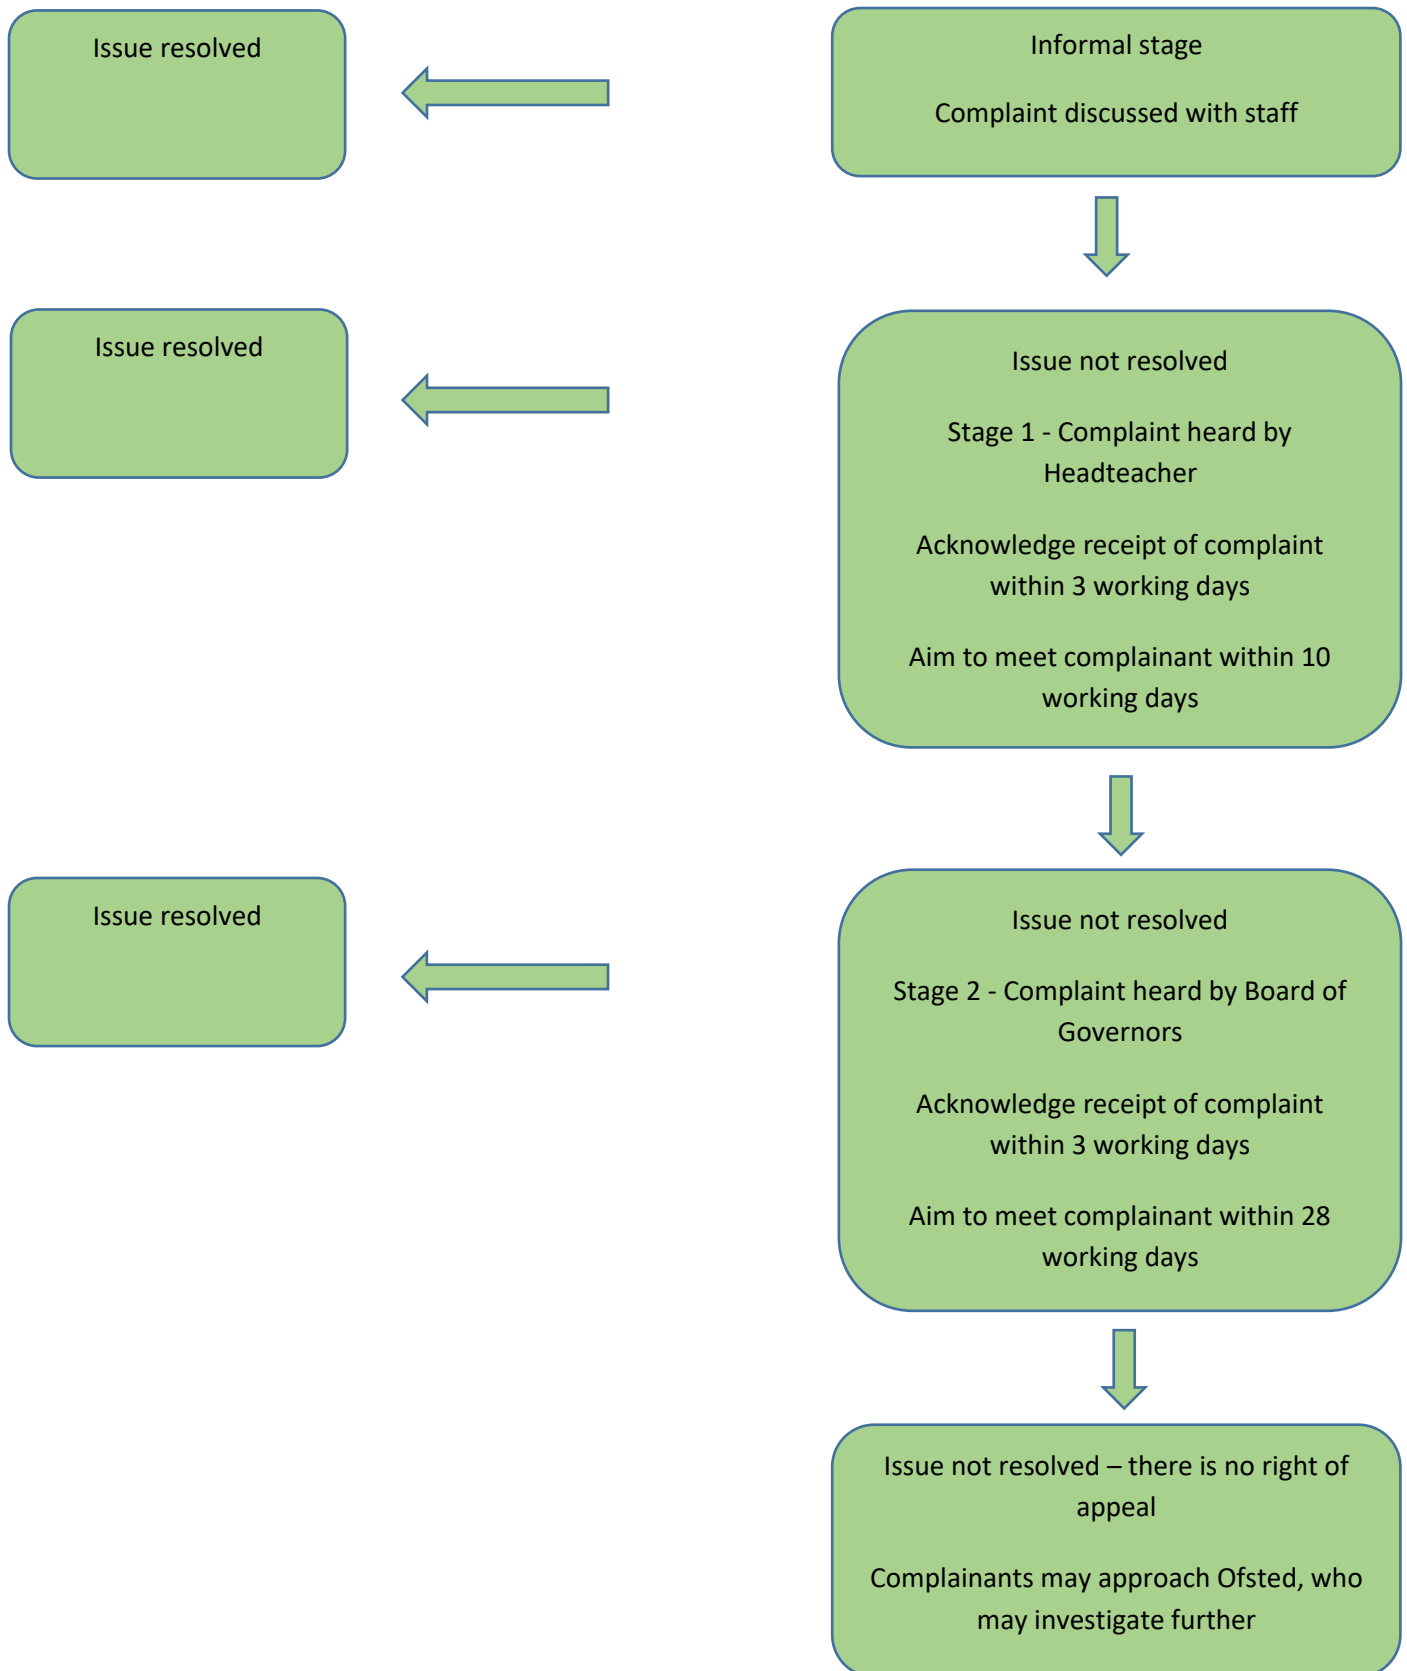 Issue resolved
Informal stage
Complaint discussed with staff
Issue resolved
Issue not resolved
Stage 1 - Complaint heard by
Headteacher
Acknowledge receipt of complaint
within 3 working days
Aim to meet complainant within 10
working days
Issue resolved
Issue not resolved
Stage 2 - Complaint heard by Board of
Governors
Acknowledge receipt of complaint
within 3 working days
Aim to meet complainant within 28
working days
Issue not resolved – there is no right of
appeal
Complainants may approach Ofsted, who
may investigate further